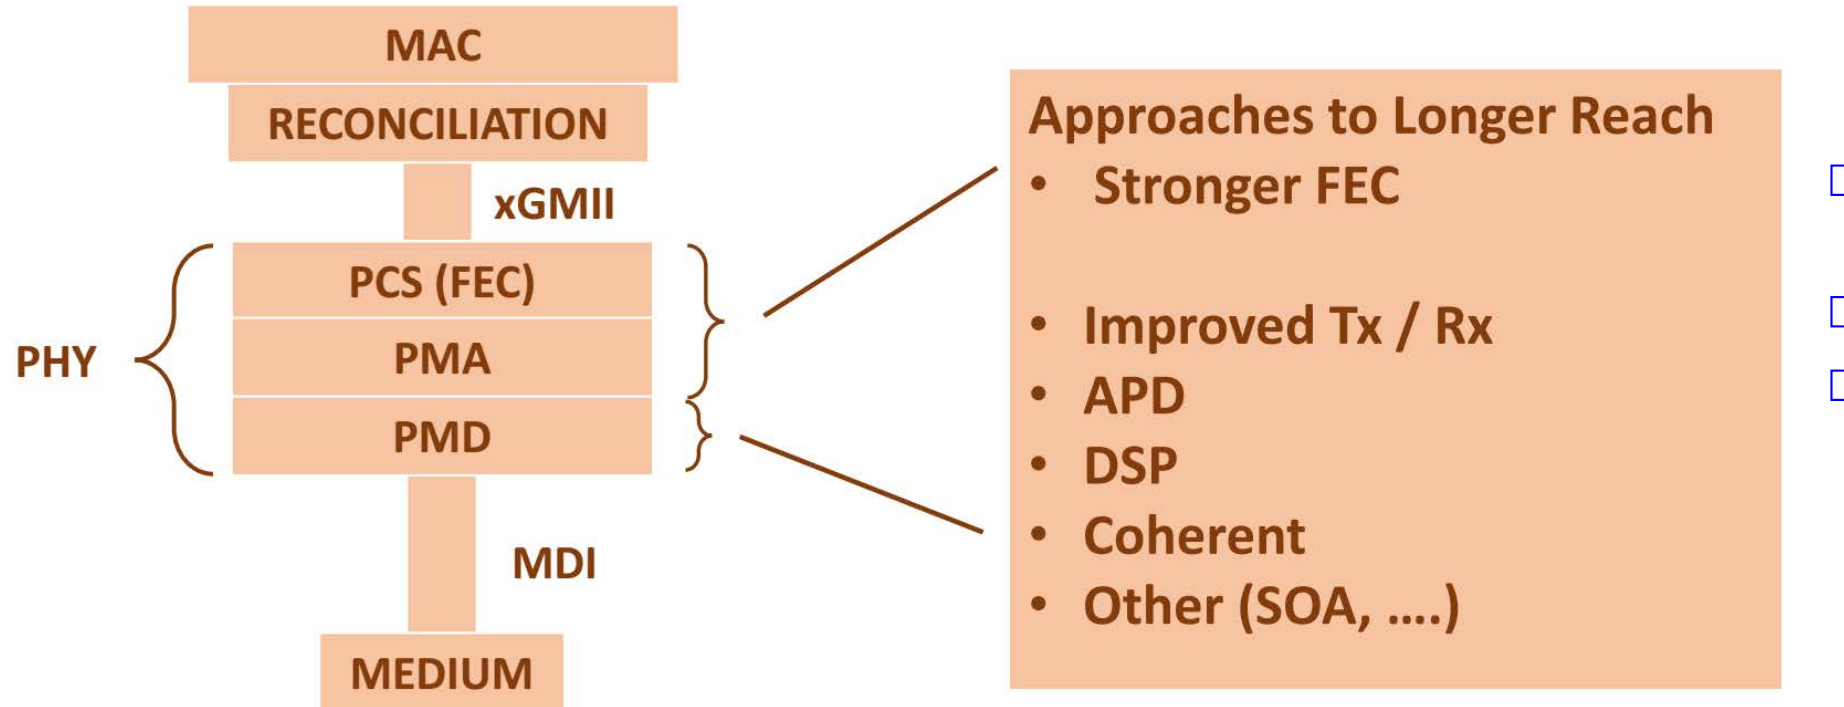 MAC
RECONCILIATION
xGMII
PCS (FEC)
PMA
PMD
PHY
MDI
MEDIUM
Approaches to Longer Reach
• Stronger FEC
• Improved Tx / Rx
• APD
• DSP
• Coherent
• Other (SOA, ....)